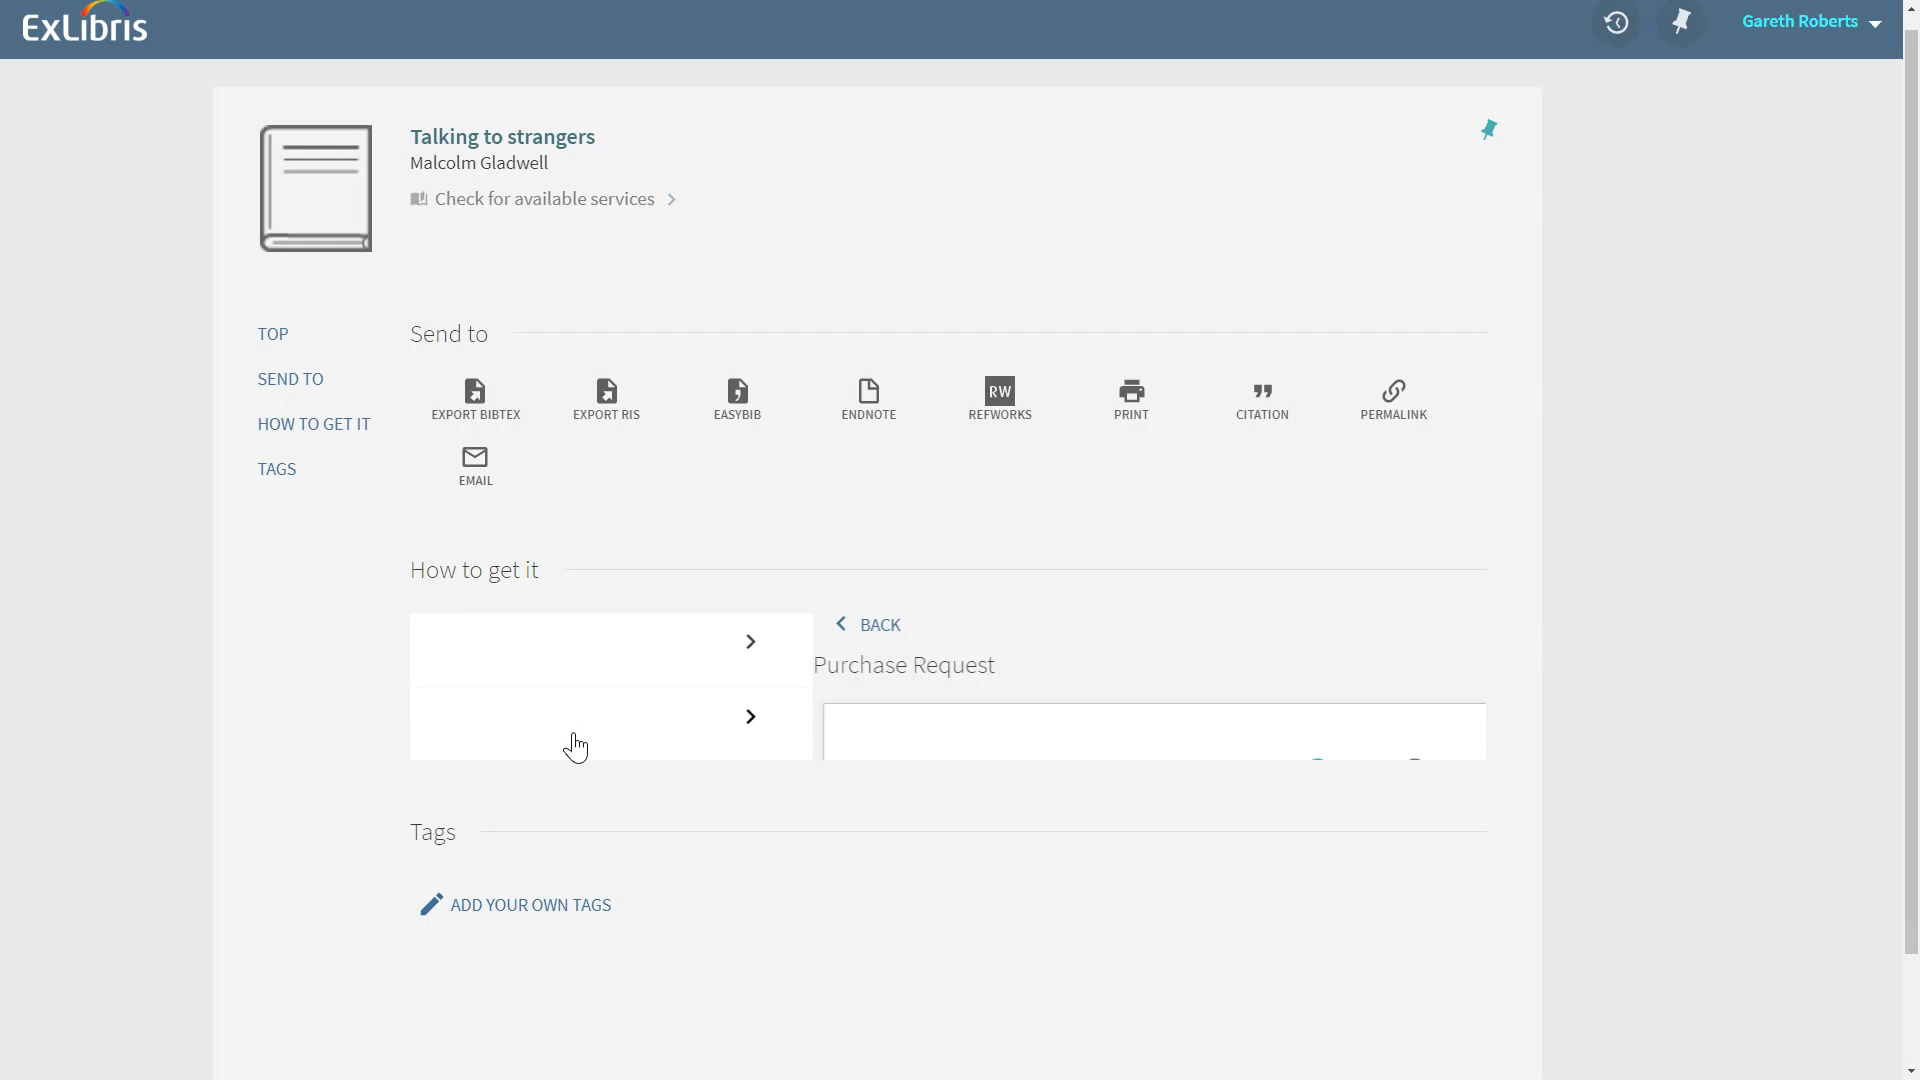 ExLibris
Gareth Roberts
Talking to strangers
Malcolm Gladwell
Check for available services
TOP
SEND TO
HOW TO GET IT
TAGS
Send to
EXPORT BIBTEX
EXPORT RIS
EASYBIB
ENDNOTE
RW
REFWORKS
PRINT
CITATION
PERMALINK
EMAIL
How to get it
BACK
Purchase Request
Tags
ADD YOUR OWN TAGS